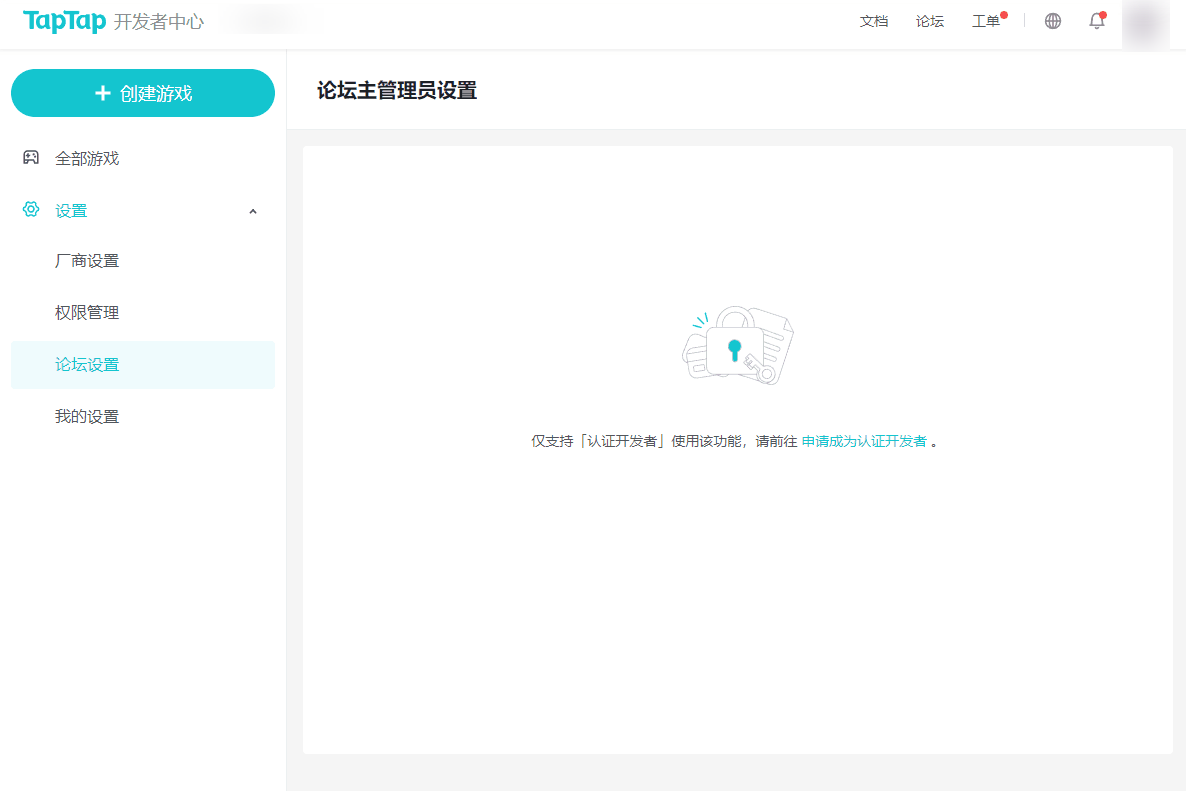 TapTap 开发者中心
文档 论坛 工单
创建游戏
全部游戏
设置
厂商设置
权限管理
论坛设置
我的设置
论坛主管理员设置
仅支持「认证开发者」使用该功能，请前往 申请成为认证开发者 。